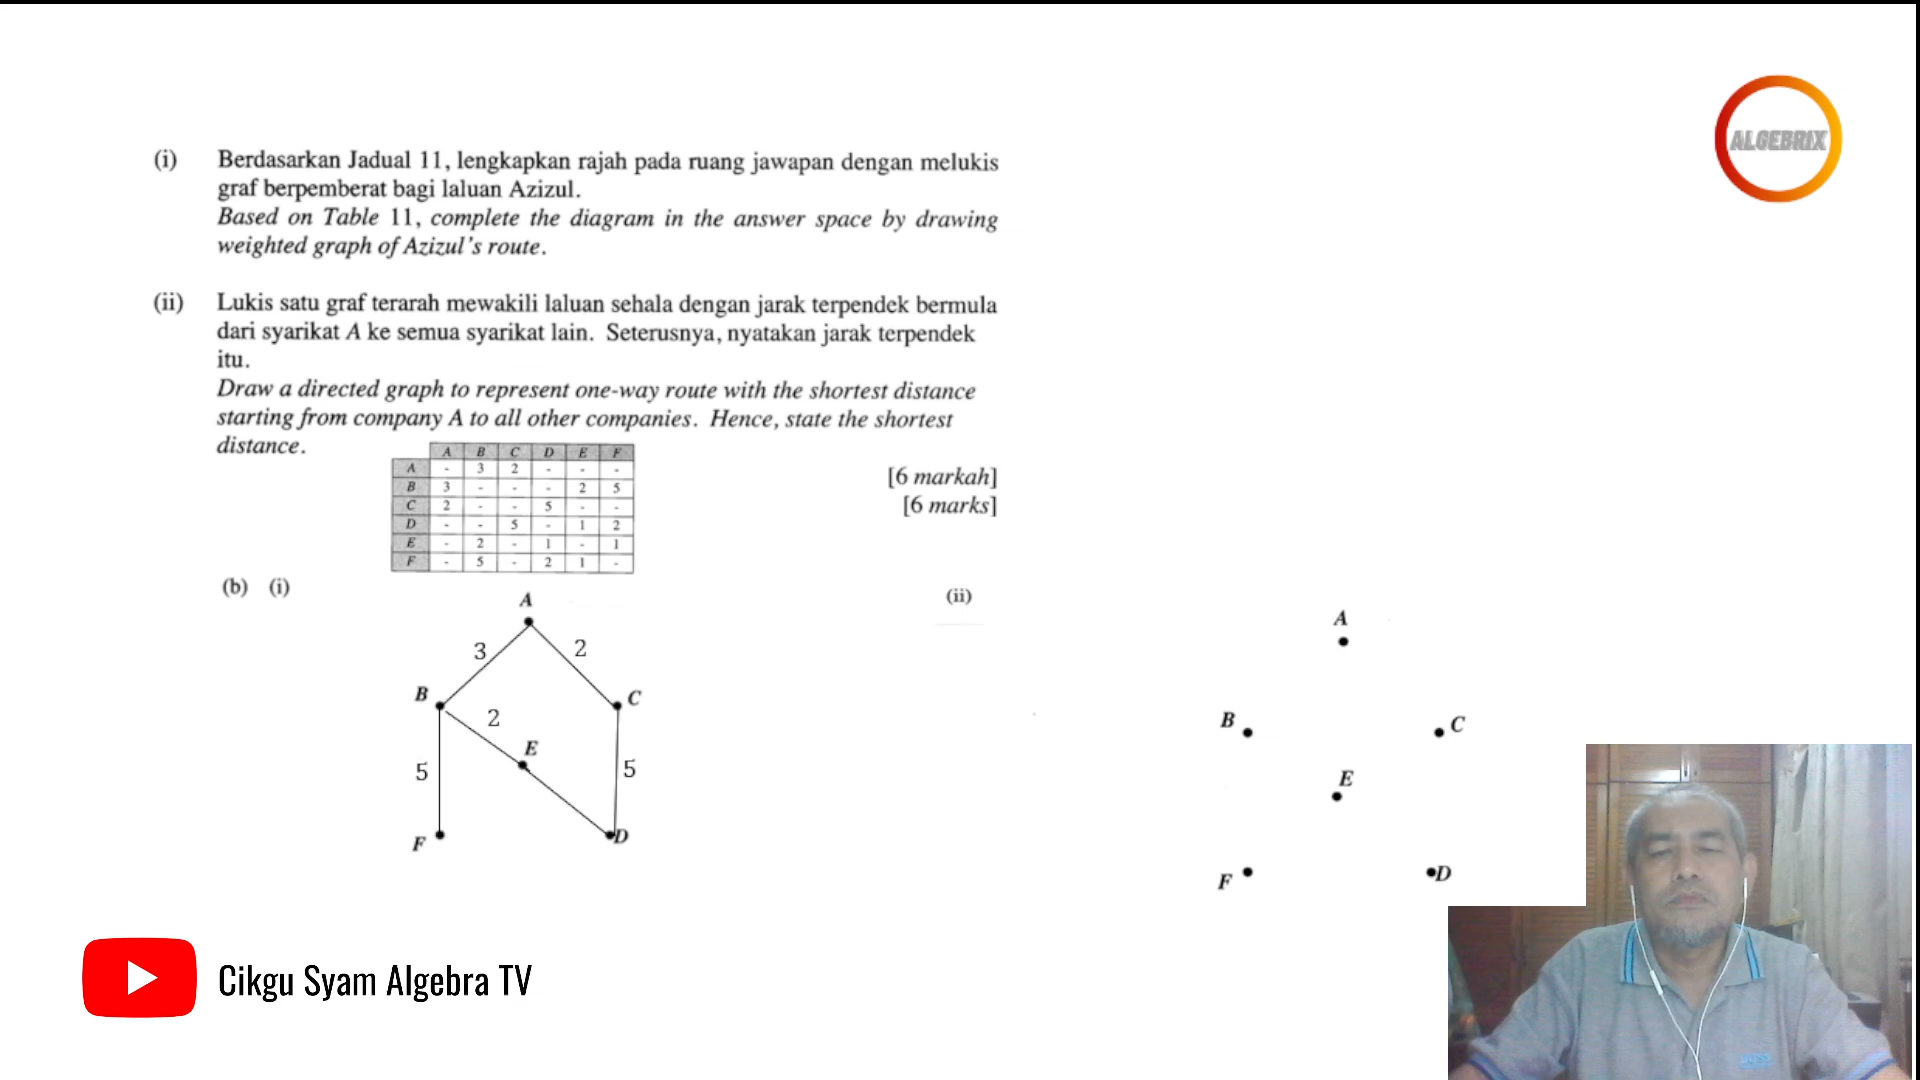 ALGEBRIX
(i) Berdasarkan Jadual 11, lengkapkan rajah pada ruang jawapan dengan melukis
graf berpemberat bagi laluan Azizul.
Based on Table 11, complete the diagram in the answer space by drawing
weighted graph of Azizul's route.
(ii) Lukis satu graf terarah mewakili laluan sehala dengan jarak terpendek bermula
dari syarikat A ke semua syarikat lain. Seterusnya, nyatakan jarak terpendek
itu.
Draw a directed graph to represent one-way route with the shortest distance
starting from company A to all other companies. Hence, state the shortest
distance.
[6 markah]
[6 marks]
A B C D E F
A - 3 2 - - -
B 3 - - - 2 5
C 2 - - 5 - -
D - - 5 - 1 2
E - 2 - 1 - 1
F - 5 - 2 1 -
(b) (i)
A
3 2
B C
2
E
5 5
F D
(ii)
A
B C
E
F D
Cikgu Syam Algebra TV